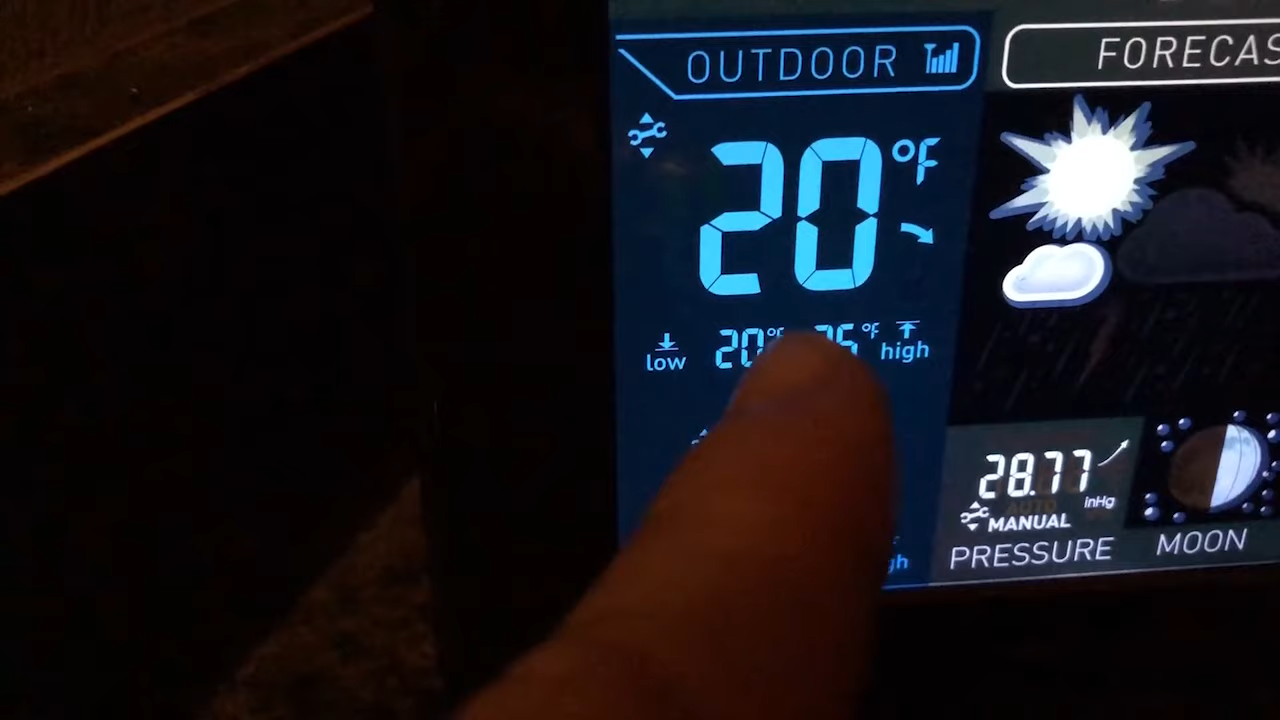 OUTDOOR
20 °F
low 20 °F °F high
FORECAS
28.77
inHg
MANUAL
PRESSURE
MOON